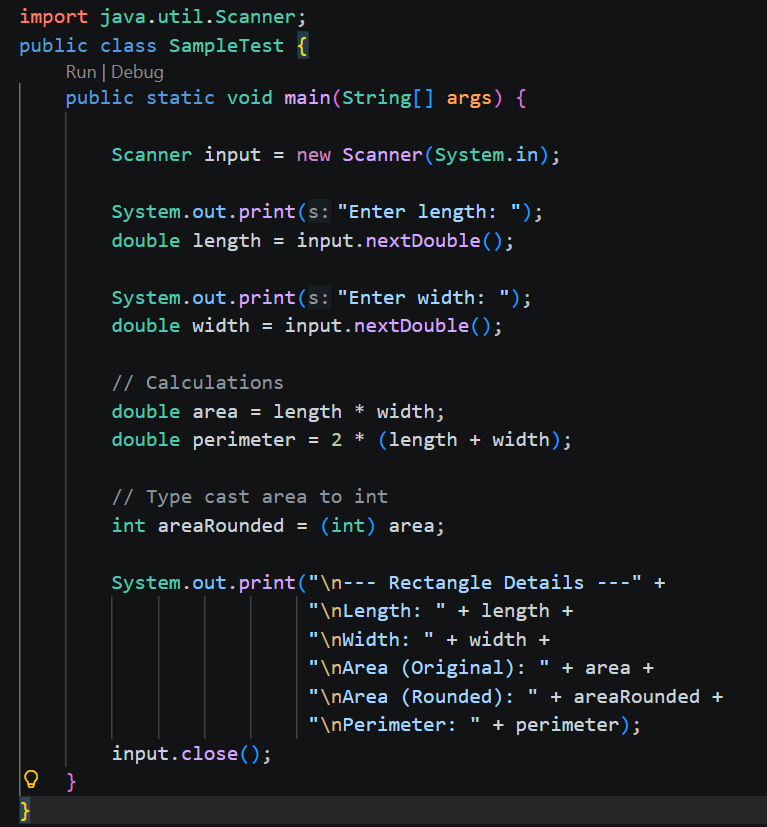 import java.util.Scanner;
public class SampleTest {
Run | Debug
public static void main(String[] args) {
Scanner input = new Scanner(System.in);
System.out.print(s: "Enter length: ");
double length = input.nextDouble();
System.out.print(s: "Enter width: ");
double width = input.nextDouble();
// Calculations
double area = length * width;
double perimeter = 2 * (length + width);
// Type cast area to int
int areaRounded = (int) area;
System.out.print("\n--- Rectangle Details ---" +
"\nLength: " + length +
"\nWidth: " + width +
"\nArea (Original): " + area +
"\nArea (Rounded): " + areaRounded +
"\nPerimeter: " + perimeter);
input.close();
}
}